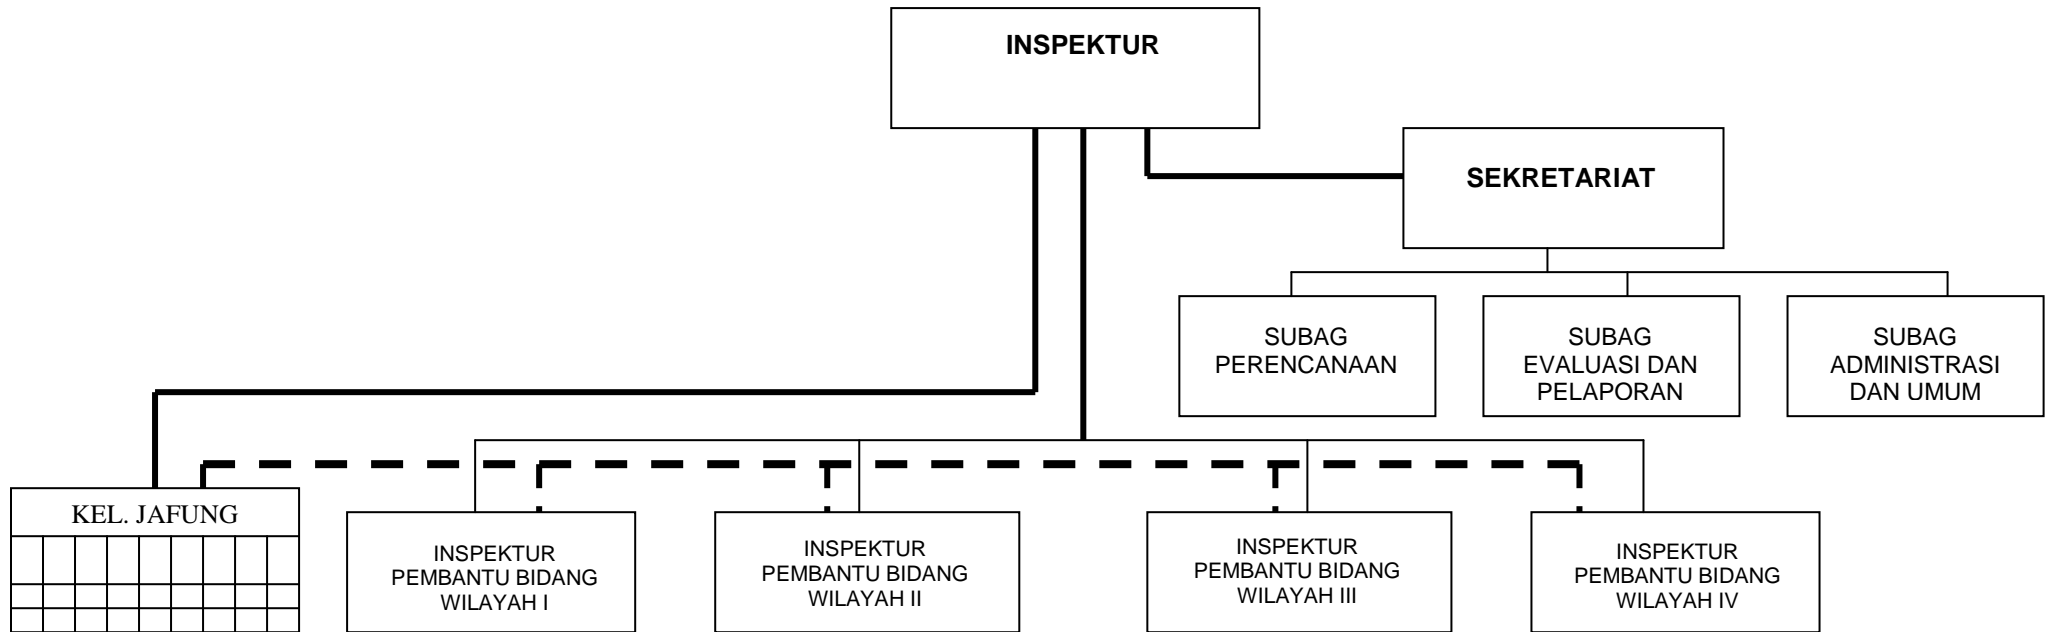 INSPEKTUR
SEKRETARIAT
SUBAG
PERENCANAAN
SUBAG
EVALUASI DAN
PELAPORAN
SUBAG
ADMINISTRASI
DAN UMUM
KEL. JAFUNG
INSPEKTUR
PEMBANTU BIDANG
WILAYAH I
INSPEKTUR
PEMBANTU BIDANG
WILAYAH II
INSPEKTUR
PEMBANTU BIDANG
WILAYAH III
INSPEKTUR
PEMBANTU BIDANG
WILAYAH IV